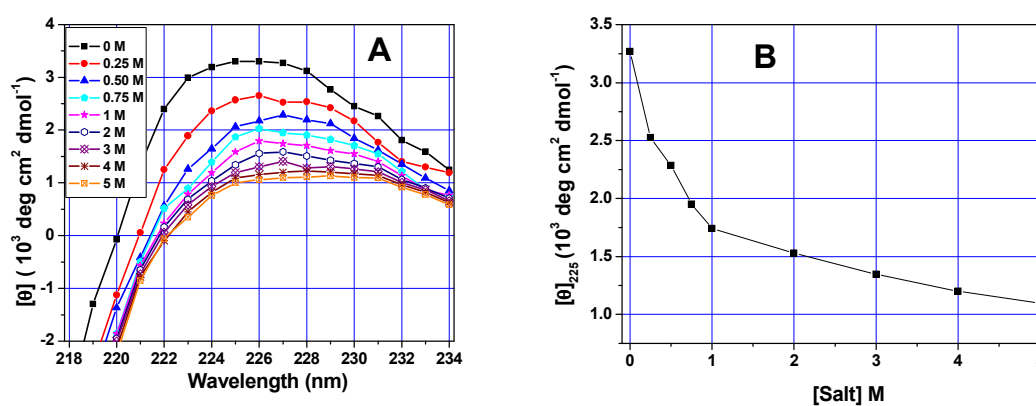 A
0 M
0.25 M
0.50 M
0.75 M
1 M
2 M
3 M
4 M
5 M
[θ] ( 10³ deg cm² dmol⁻¹)
4
3
2
1
0
-1
-2
218 220 222 224 226 228 230 232 234
Wavelength (nm)
B
[θ]₂₂₅ (10³ deg cm² dmol⁻¹)
3.5
3.0
2.5
2.0
1.5
1.0
0 1 2 3 4
[Salt] M